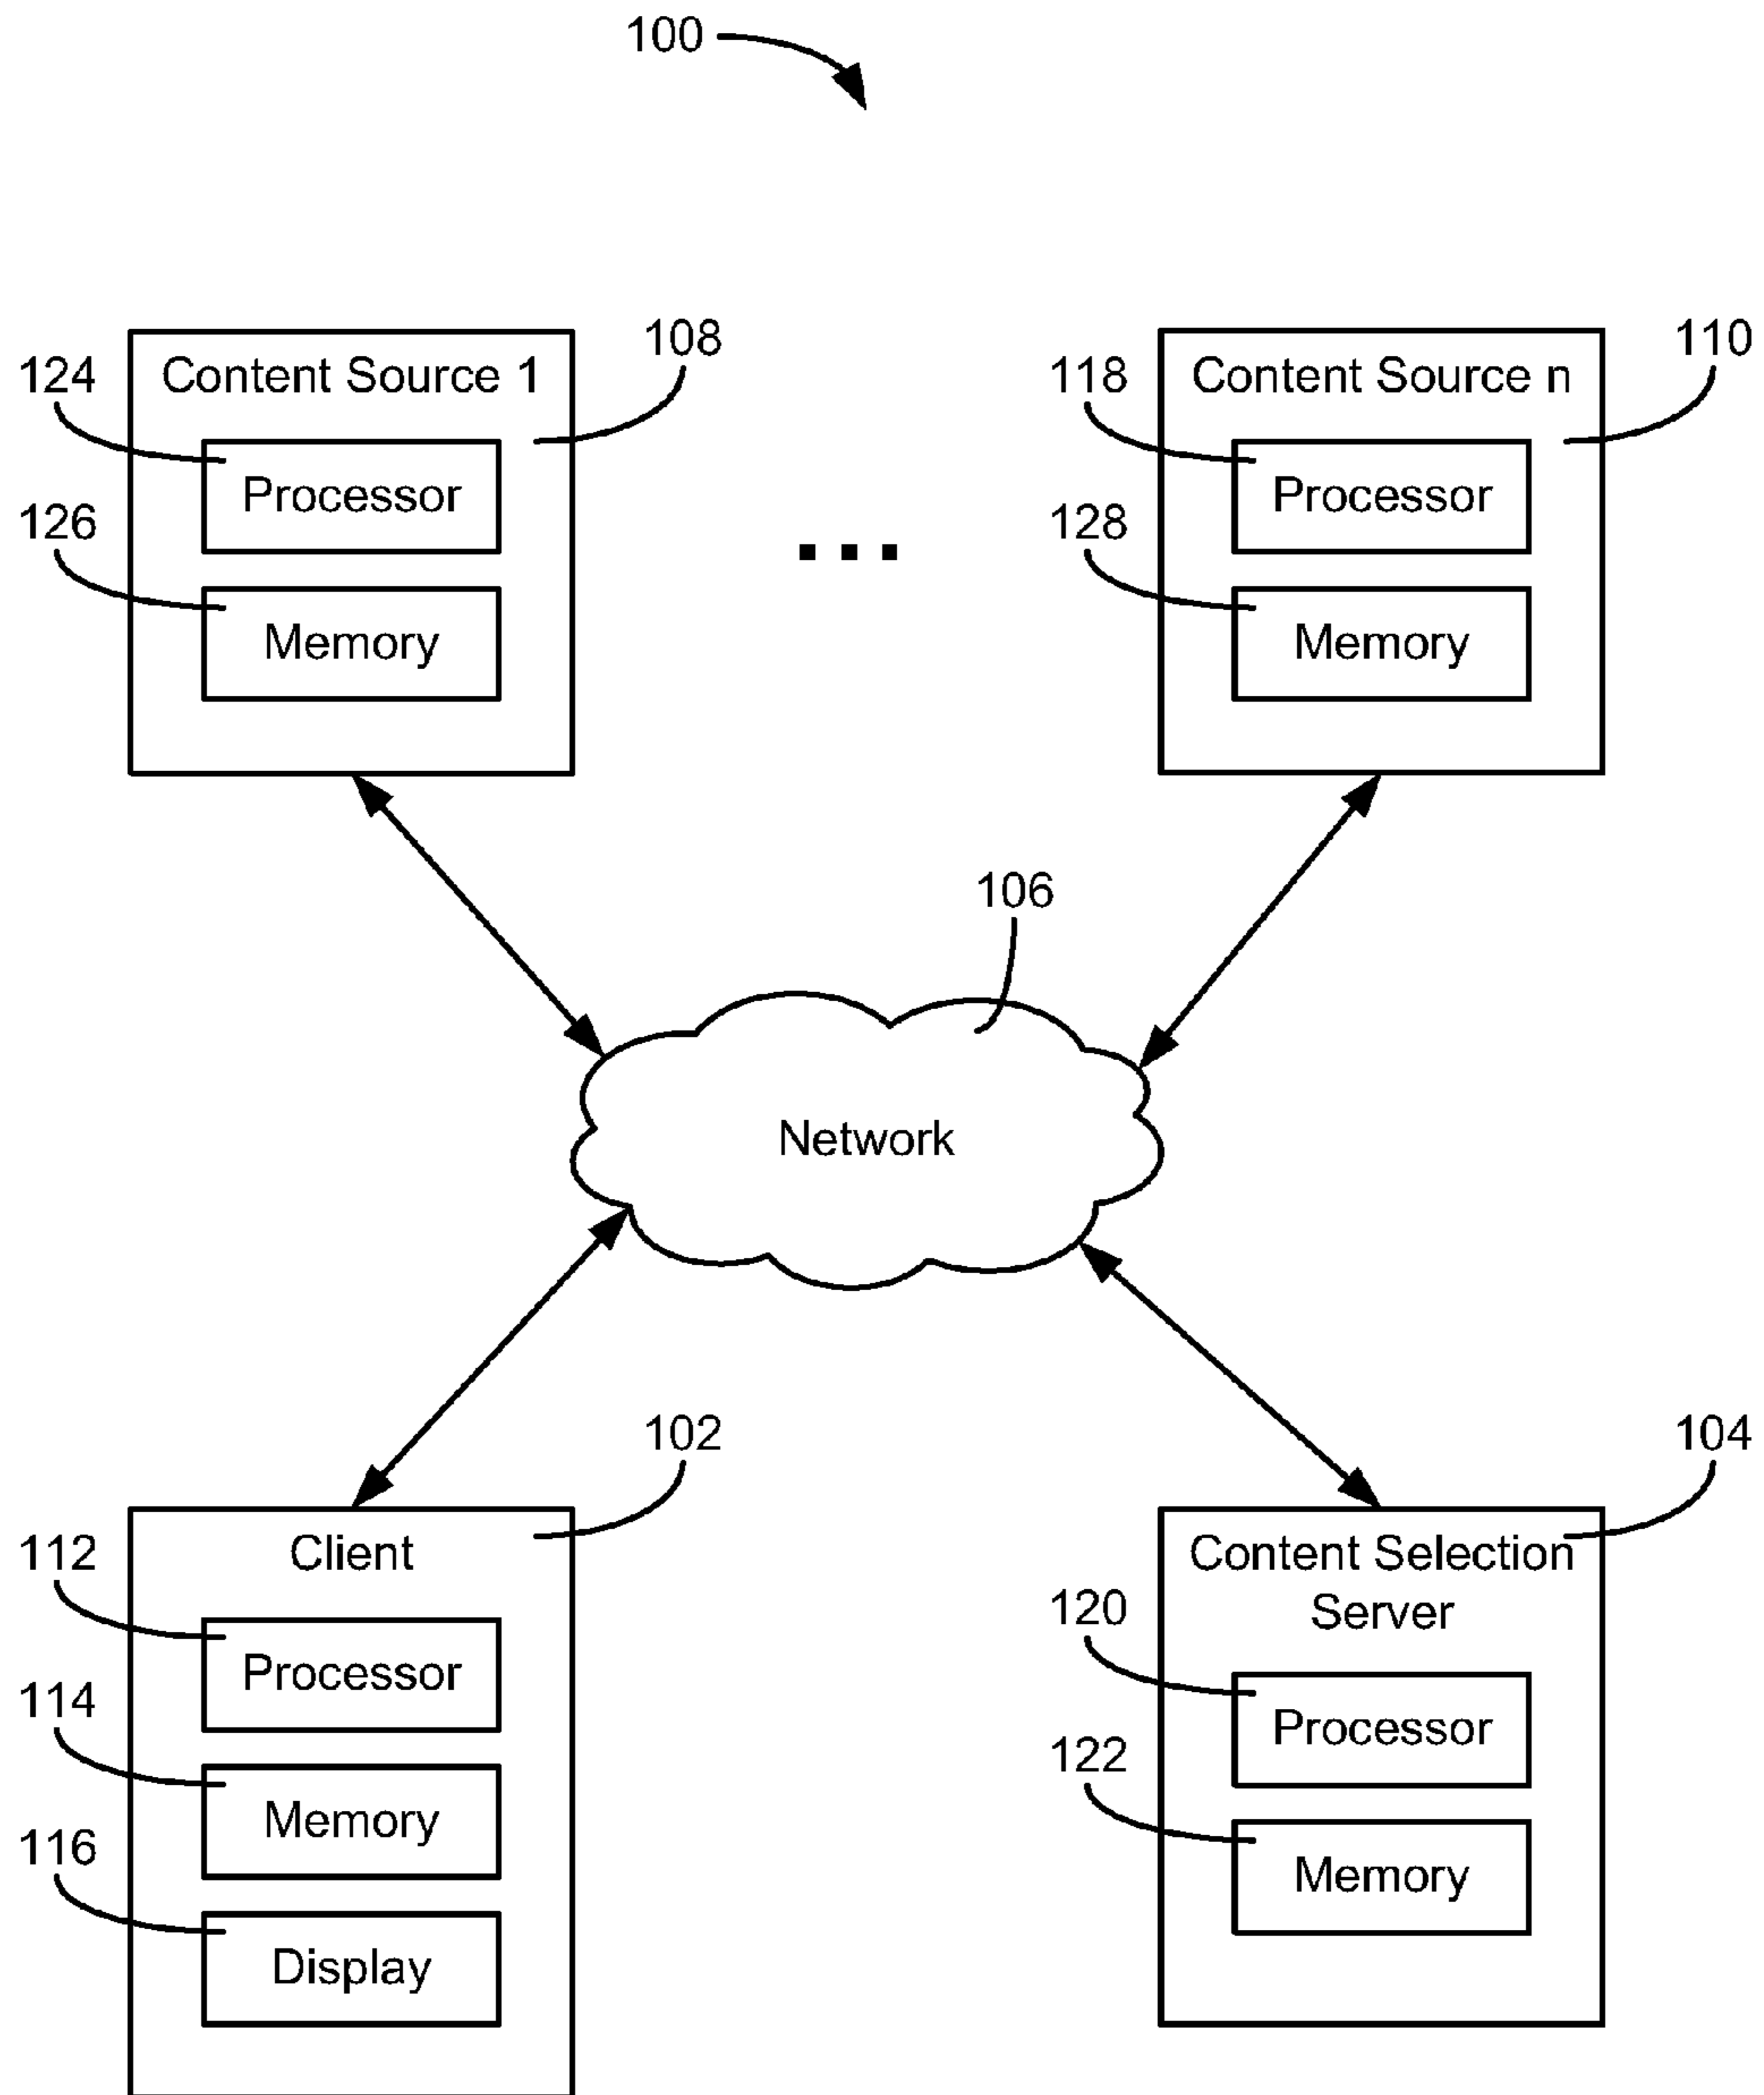 100
108
110
124
Content Source 1
118
Content Source n
Processor
Processor
126
128
Memory
Memory
106
Network
102
104
112
Client
Content Selection
Server
120
Processor
Processor
114
122
Memory
Memory
116
Display